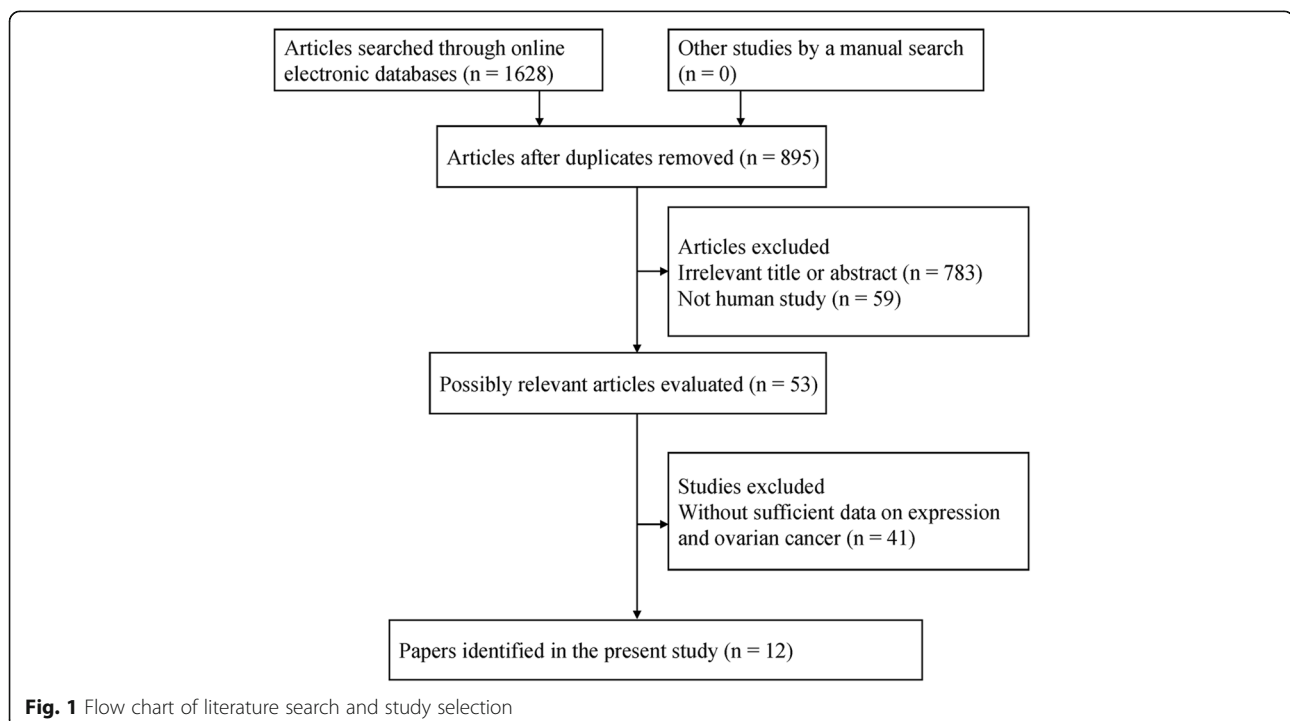 Articles searched through online
electronic databases (n = 1628)
Other studies by a manual search
(n = 0)
Articles after duplicates removed (n = 895)
Articles excluded
Irrelevant title or abstract (n = 783)
Not human study (n = 59)
Possibly relevant articles evaluated (n = 53)
Studies excluded
Without sufficient data on expression
and ovarian cancer (n = 41)
Papers identified in the present study (n = 12)
Fig. 1 Flow chart of literature search and study selection